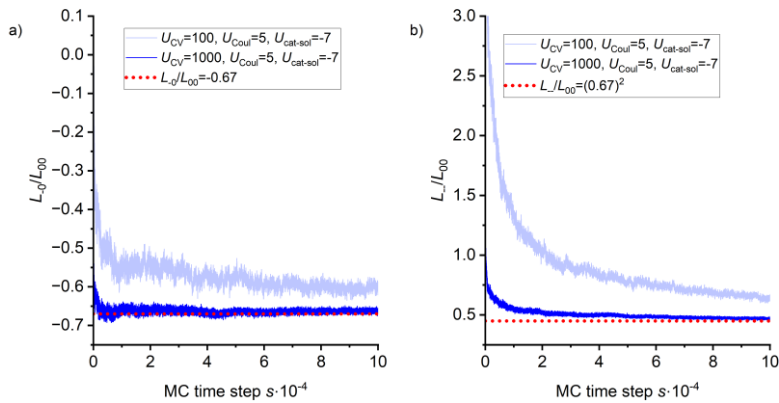 a)
0.1
0.0
−0.1
−0.2
−0.3
−0.4
−0.5
−0.6
−0.7
L-0/L00
U_CV=100, U_Coul=5, U_cat-sol=-7
U_CV=1000, U_Coul=5, U_cat-sol=-7
L-0/L00=-0.67
0 2 4 6 8 10
MC time step s·10-4
b)
3.0
2.5
2.0
1.5
1.0
0.5
L--/L00
U_CV=100, U_Coul=5, U_cat-sol=-7
U_CV=1000, U_Coul=5, U_cat-sol=-7
L--/L00=(0.67)2
0 2 4 6 8 10
MC time step s·10-4